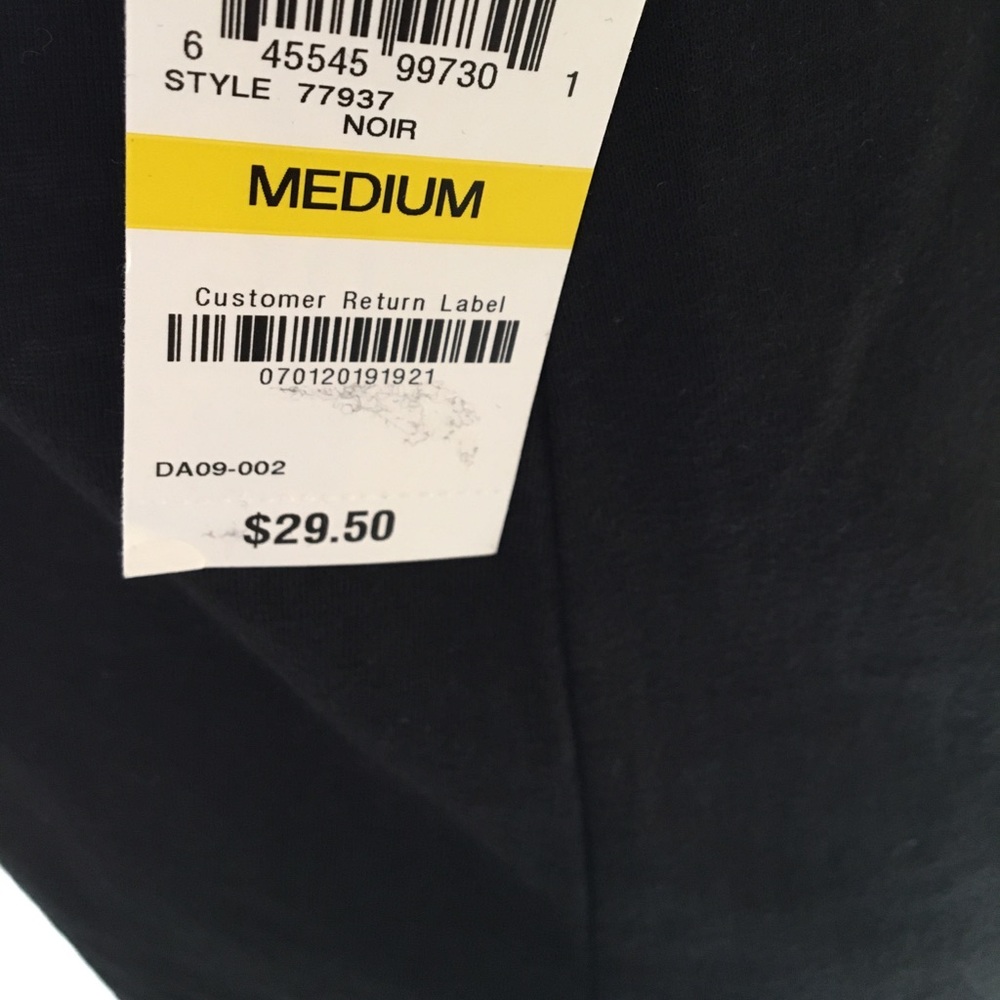 6 45545 99730 1
STYLE 77937
NOIR
MEDIUM
Customer Return Label
070120191921
DA09-002
$29.50